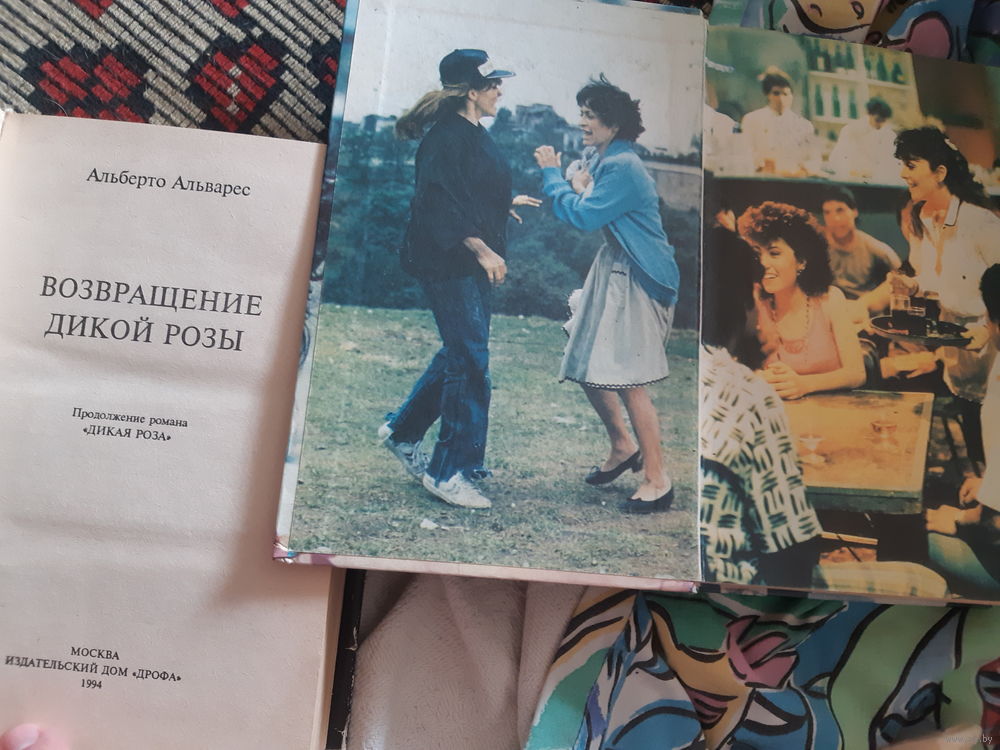 Альберто Альварес
ВОЗВРАЩЕНИЕ
ДИКОЙ РОЗЫ
Продолжение романа
«ДИКАЯ РОЗА»
МОСКВА
ИЗДАТЕЛЬСКИЙ ДОМ «ДРОФА»
1994